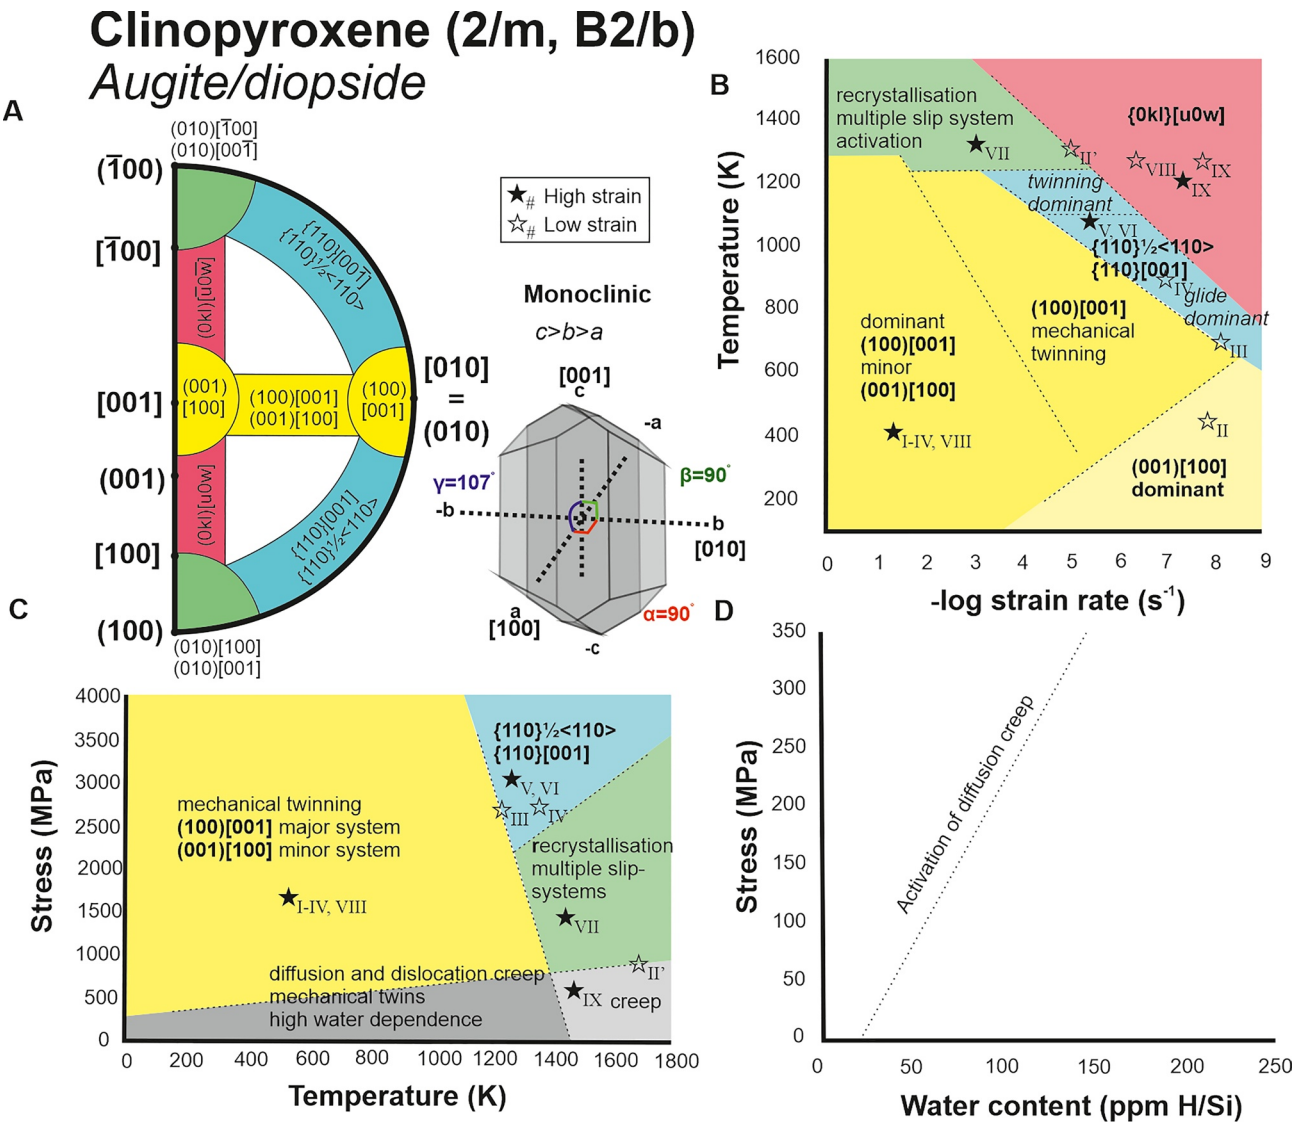 Clinopyroxene (2/m, B2/b)
Augite/diopside
A
(010)[1̅00]
(010)[001̅]
(1̅00)
[1̅00]
[001]
(001)
[100]
(100)
{110}[001̅]
{110}½<110>
(0kl)[u̅0w]
(001)
[100]
(100)[001]
(001)[100]
(100)
[001]
(0kl)[u0w]
{110}[001]
{110}½<110>
(010)[100]
(010)[001]
[010]
=
(010)
★# High strain
☆# Low strain
Monoclinic
c>b>a
[001]
c
-a
γ=107°
β=90°
-b
b
[010]
a
[100]
α=90°
-c
B
Temperature (K)
1600
1400
1200
1000
800
600
400
200
recrystallisation
multiple slip system
activation
VII
II'
{0kl}[u0w]
VIII
IX
IX
twinning
dominant
V, VI
{110}½<110>
{110}[001]
IV
glide
dominant
III
dominant
(100)[001]
minor
(001)[100]
I-IV, VIII
(100)[001]
mechanical
twinning
II
(001)[100]
dominant
0 1 2 3 4 5 6 7 8 9
-log strain rate (s⁻¹)
C
Stress (MPa)
4000
3500
3000
2500
2000
1500
1000
500
0
mechanical twinning
(100)[001] major system
(001)[100] minor system
I-IV, VIII
{110}½<110>
{110}[001]
V, VI
III
IV
recrystallisation
multiple slip-
systems
VII
II'
IX creep
diffusion and dislocation creep
mechanical twins
high water dependence
0 200 400 600 800 1000 1200 1400 1600 1800
Temperature (K)
D
Stress (MPa)
350
300
250
200
150
100
50
0
Activation of diffusion creep
0 50 100 150 200 250
Water content (ppm H/Si)